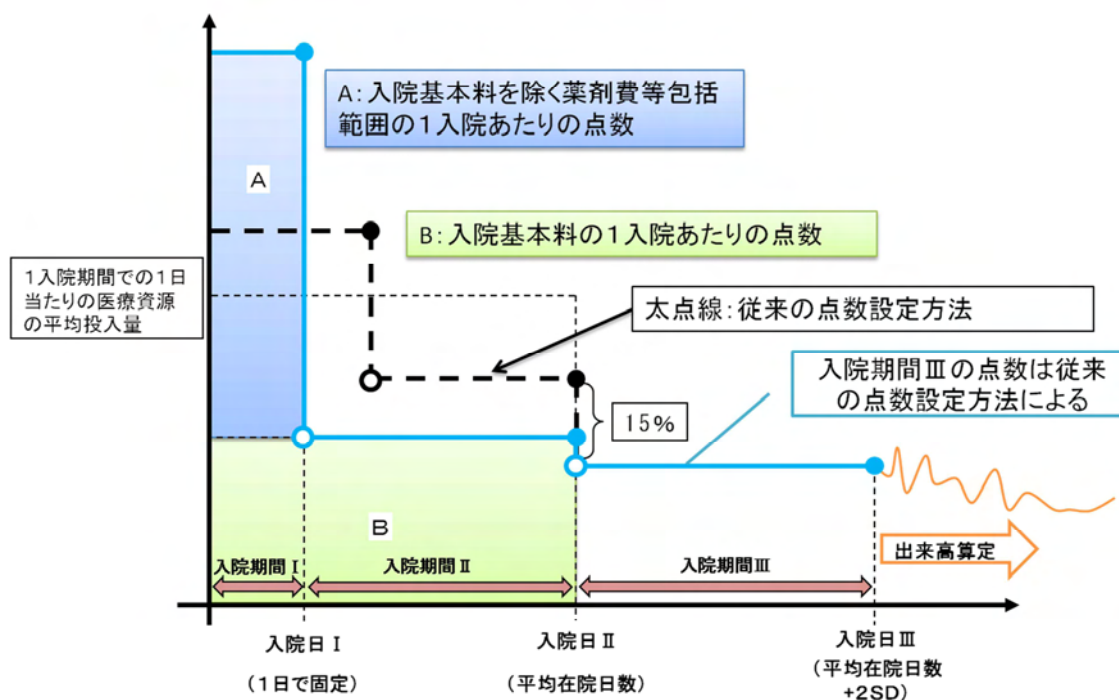 A:入院基本料を除く薬剤費等包括
範囲の1入院あたりの点数
A
B:入院基本料の1入院あたりの点数
1入院期間での1日
当たりの医療資源
の平均投入量
太点線:従来の点数設定方法
入院期間Ⅲの点数は従来
の点数設定方法による
15%
B
出来高算定
入院期間Ⅰ
入院期間Ⅱ
入院期間Ⅲ
入院日Ⅰ
(1日で固定)
入院日Ⅱ
(平均在院日数)
入院日Ⅲ
(平均在院日数
+2SD)